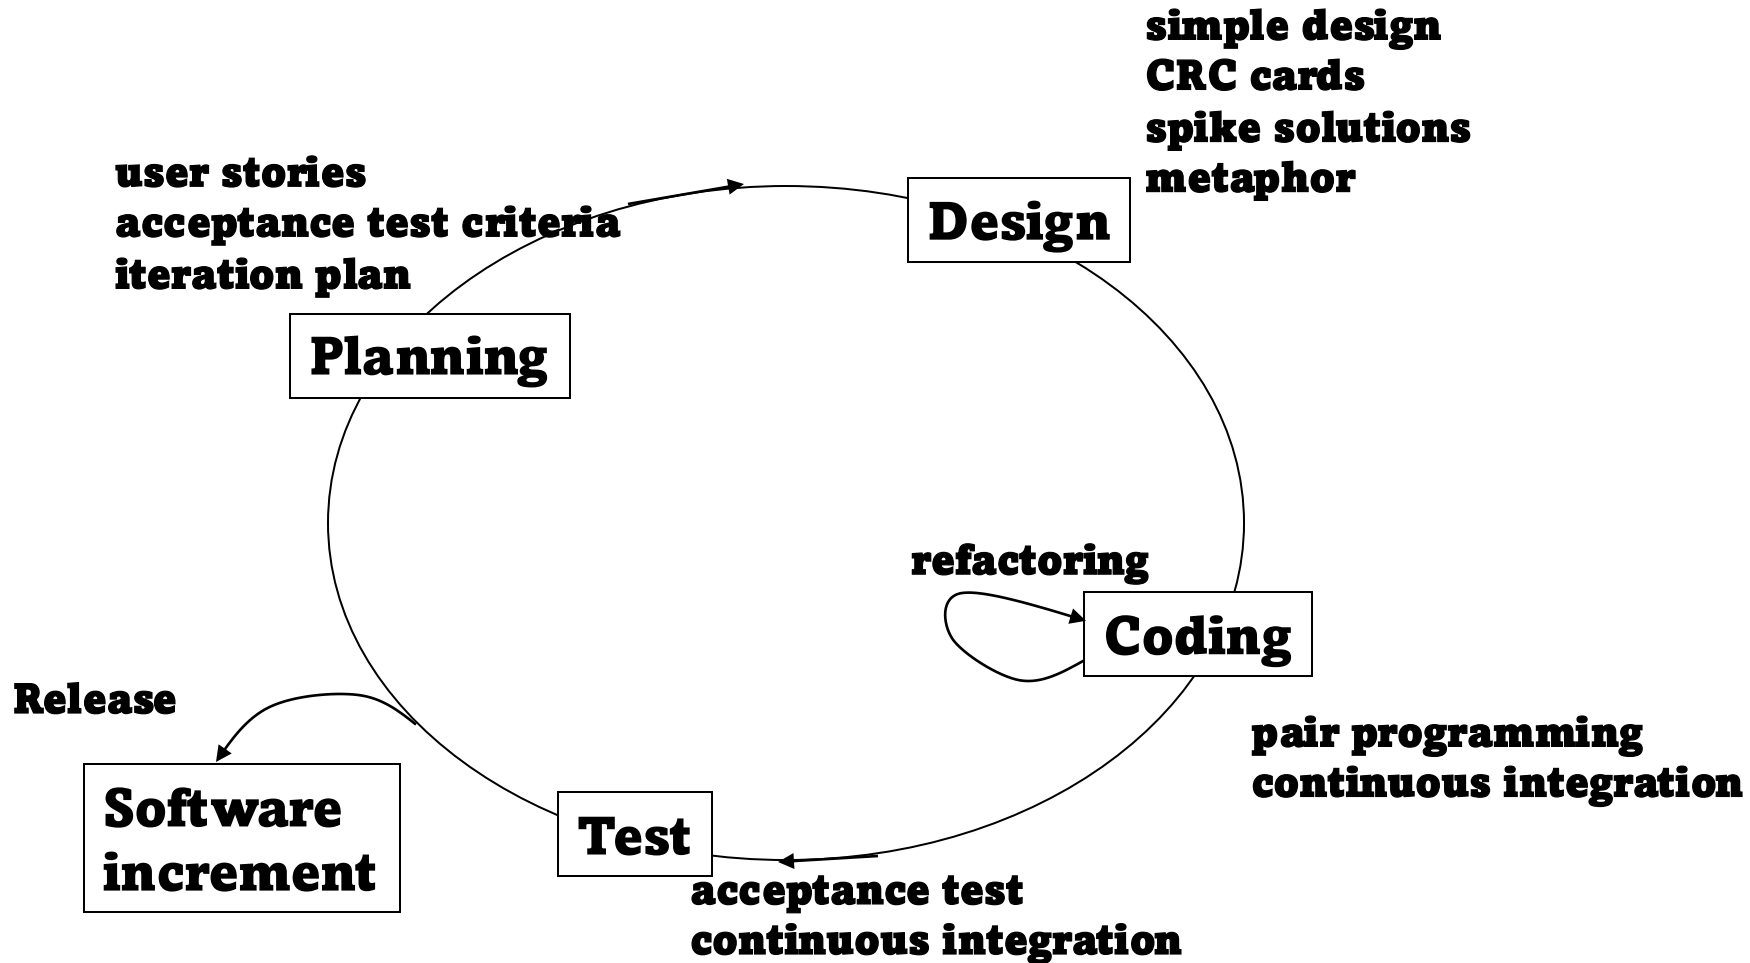 simple design
CRC cards
spike solutions
metaphor
user stories
acceptance test criteria
iteration plan
Design
Planning
refactoring
Coding
Release
pair programming
continuous integration
Software
increment
Test
acceptance test
continuous integration